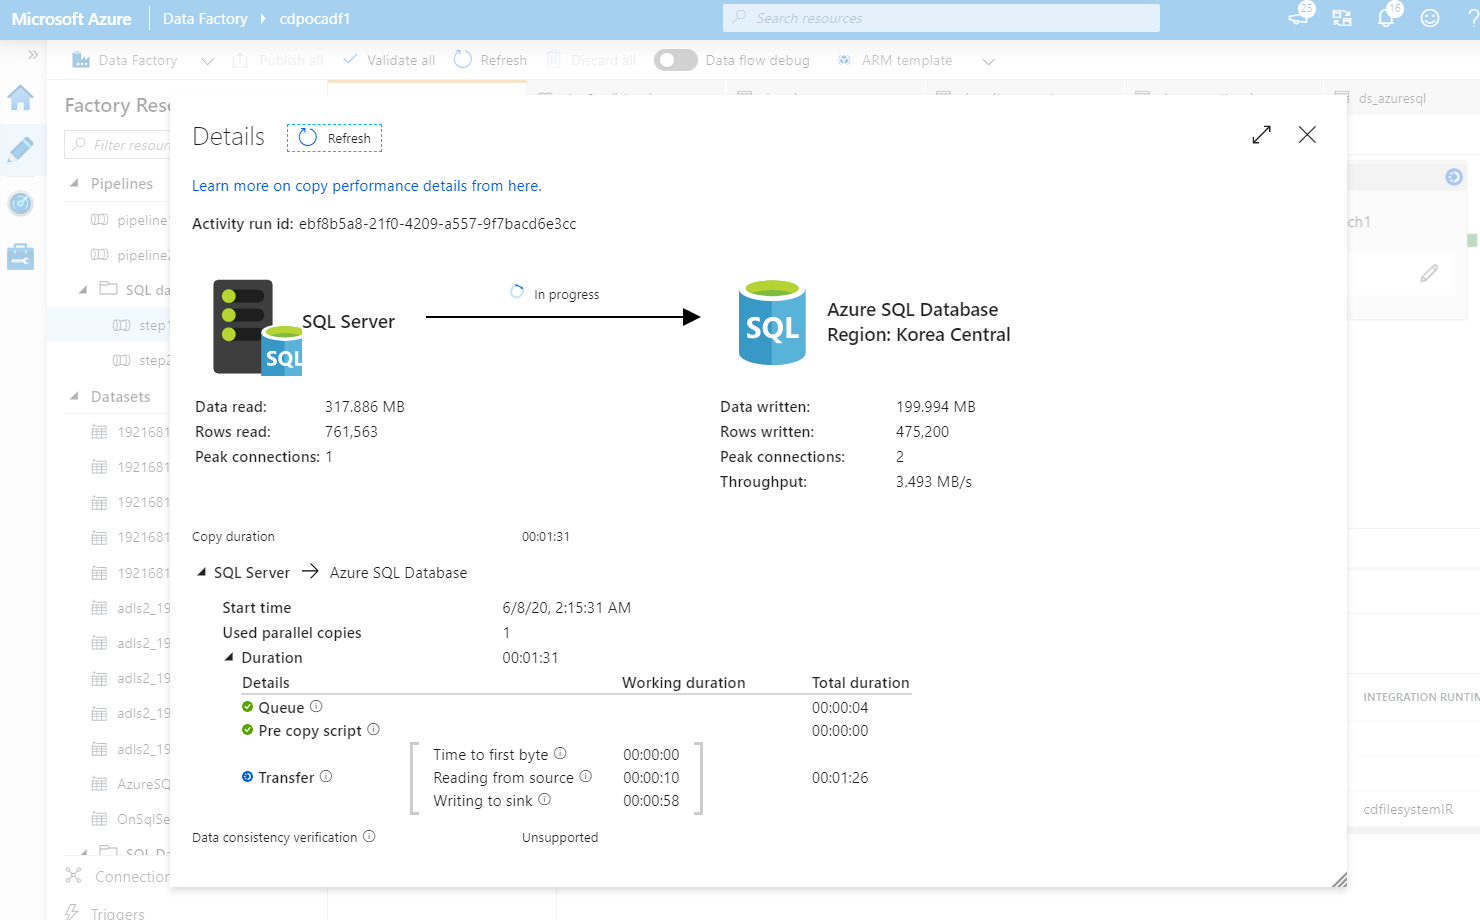 Microsoft Azure Data Factory cdpocadf1 Search resources 25 16 ?
Data Factory Publish all Validate all Refresh Discard all Data flow debug ARM template
Factory Res
ds_azuresql
Details Refresh
Filter resour
Learn more on copy performance details from here.
Pipelines
Activity run id: ebf8b5a8-21f0-4209-a557-9f7bacd6e3cc
pipeline1
ch1
pipeline2
SQL da
In progress
SQL Server
Azure SQL Database
Region: Korea Central
SQL
SQL
step1
step2
Datasets
Data read: 317.886 MB
Rows read: 761,563
Peak connections: 1
Data written: 199.994 MB
Rows written: 475,200
Peak connections: 2
Throughput: 3.493 MB/s
1921681
1921681
1921681
1921681
1921681
adls2_19
adls2_19
adls2_19
adls2_19
adls2_19
AzureSQ
OnSqlSe
SQL Da
Connection
Triggers
Copy duration 00:01:31
SQL Server Azure SQL Database
Start time 6/8/20, 2:15:31 AM
Used parallel copies 1
Duration 00:01:31
Details Working duration Total duration
Queue 00:00:04
Pre copy script 00:00:00
Time to first byte 00:00:00
Transfer Reading from source 00:00:10 00:01:26
Writing to sink 00:00:58
Data consistency verification Unsupported
INTEGRATION RUNTIM
cdfilesystemIR